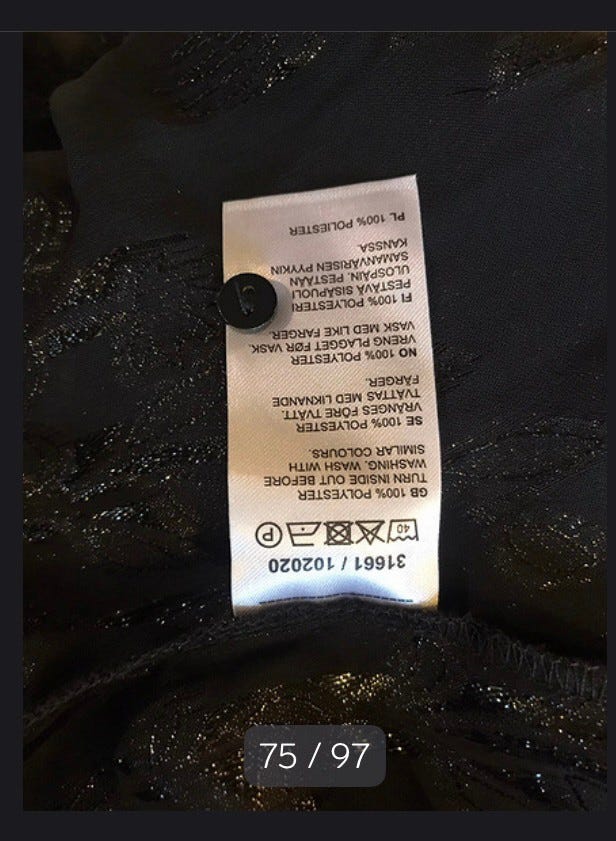 31661 / 102020
40 P
GB 100% POLYESTER
TURN INSIDE OUT BEFORE
WASHING. WASH WITH
SIMILAR COLOURS.
SE 100% POLYESTER
VRÄNGES FÖRE TVÄTT.
TVÄTTAS MED LIKNANDE
FÄRGER.
NO 100% POLYESTER
VRENG PLAGGET FØR VASK.
VASK MED LIKE FARGER.
FI 100% POLYESTERI
PESTÄVÄ SISÄPUOLI
ULOSPÄIN. PESTÄÄN
SAMANVÄRISEN PYYKIN
KANSSA.
PL 100% POLIESTER
75 / 97